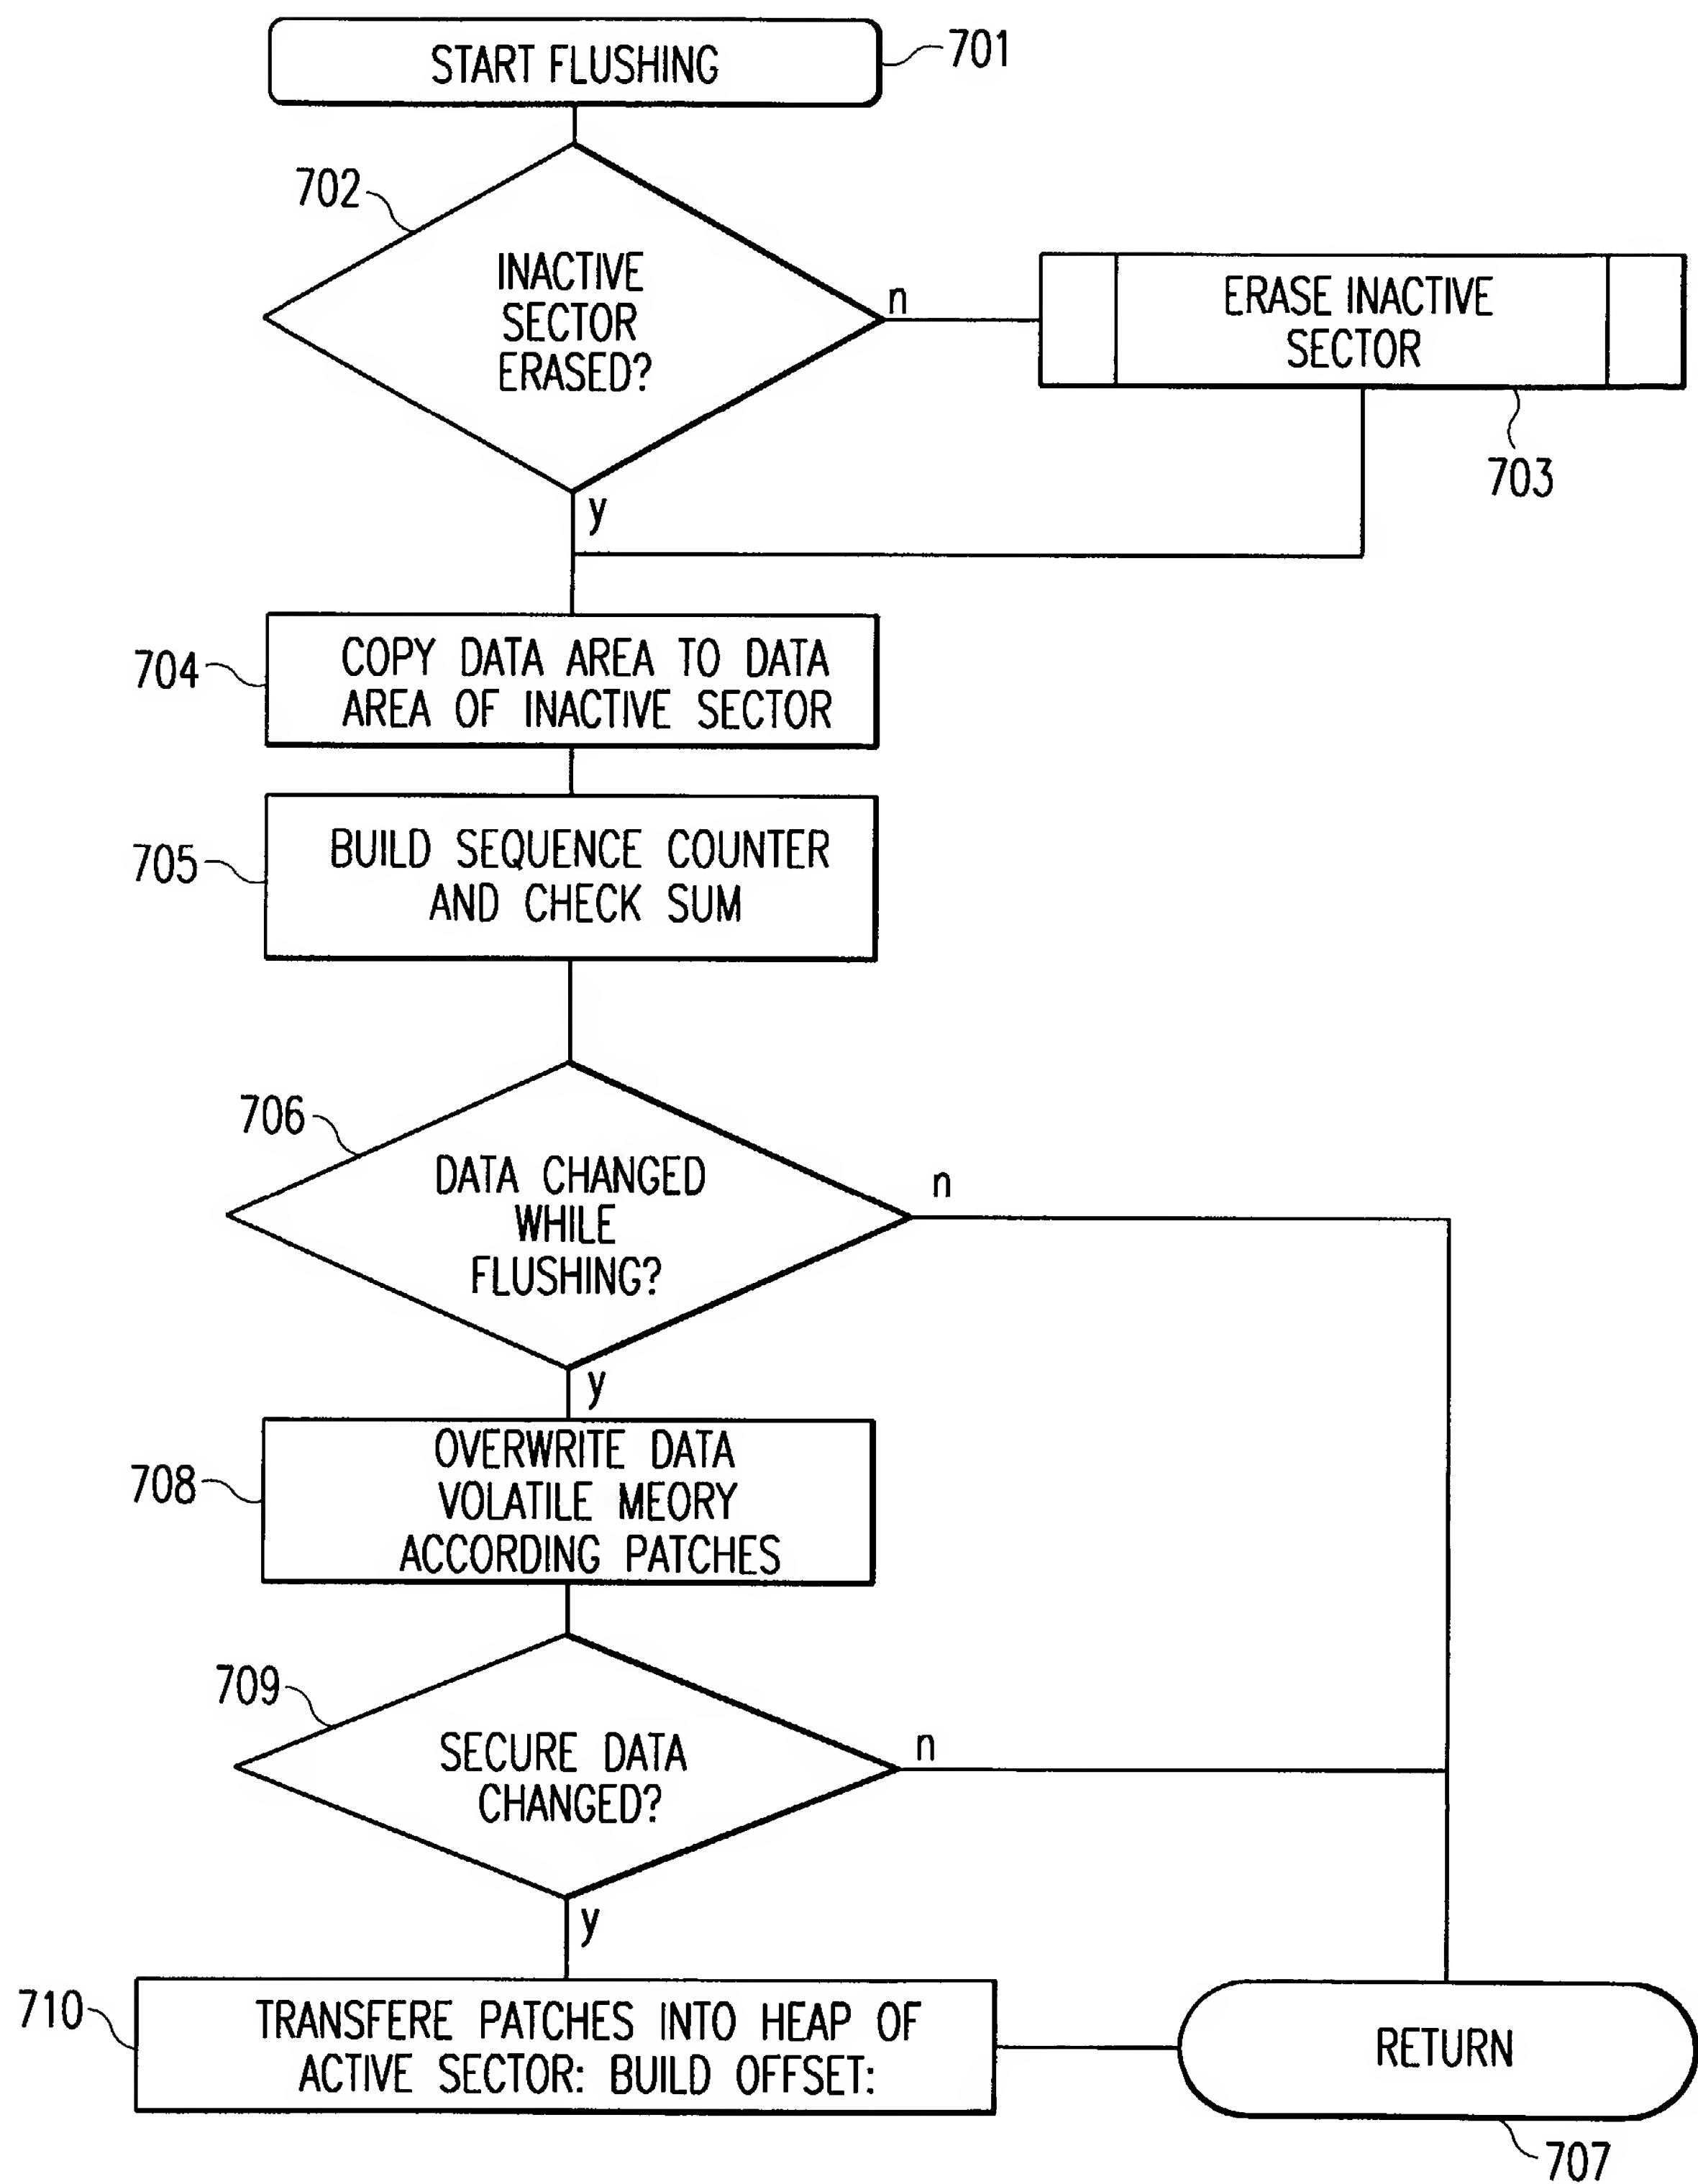 START FLUSHING
701
702
INACTIVE
SECTOR
ERASED?
n
ERASE INACTIVE
SECTOR
703
y
704
COPY DATA AREA TO DATA
AREA OF INACTIVE SECTOR
705
BUILD SEQUENCE COUNTER
AND CHECK SUM
706
DATA CHANGED
WHILE
FLUSHING?
n
y
708
OVERWRITE DATA
VOLATILE MEORY
ACCORDING PATCHES
709
SECURE DATA
CHANGED?
n
y
710
TRANSFERE PATCHES INTO HEAP OF
ACTIVE SECTOR: BUILD OFFSET:
RETURN
707